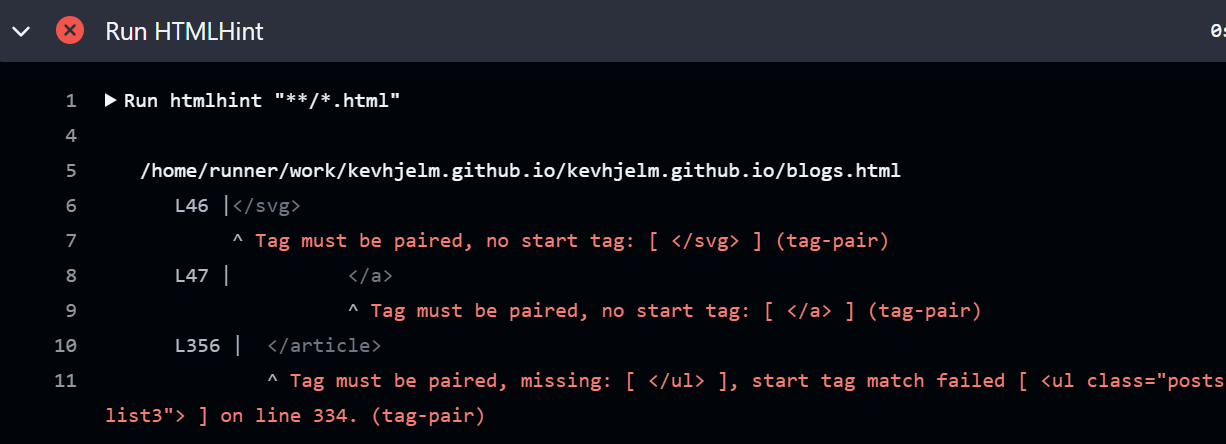 Run HTMLHint
1 ▶ Run htmlhint "**/*.html"
4
5 /home/runner/work/kevhjelm.github.io/kevhjelm.github.io/blogs.html
6 L46 |</svg>
7 ^ Tag must be paired, no start tag: [ </svg> ] (tag-pair)
8 L47 | </a>
9 ^ Tag must be paired, no start tag: [ </a> ] (tag-pair)
10 L356 | </article>
11 ^ Tag must be paired, missing: [ </ul> ], start tag match failed [ <ul class="posts
list3"> ] on line 334. (tag-pair)